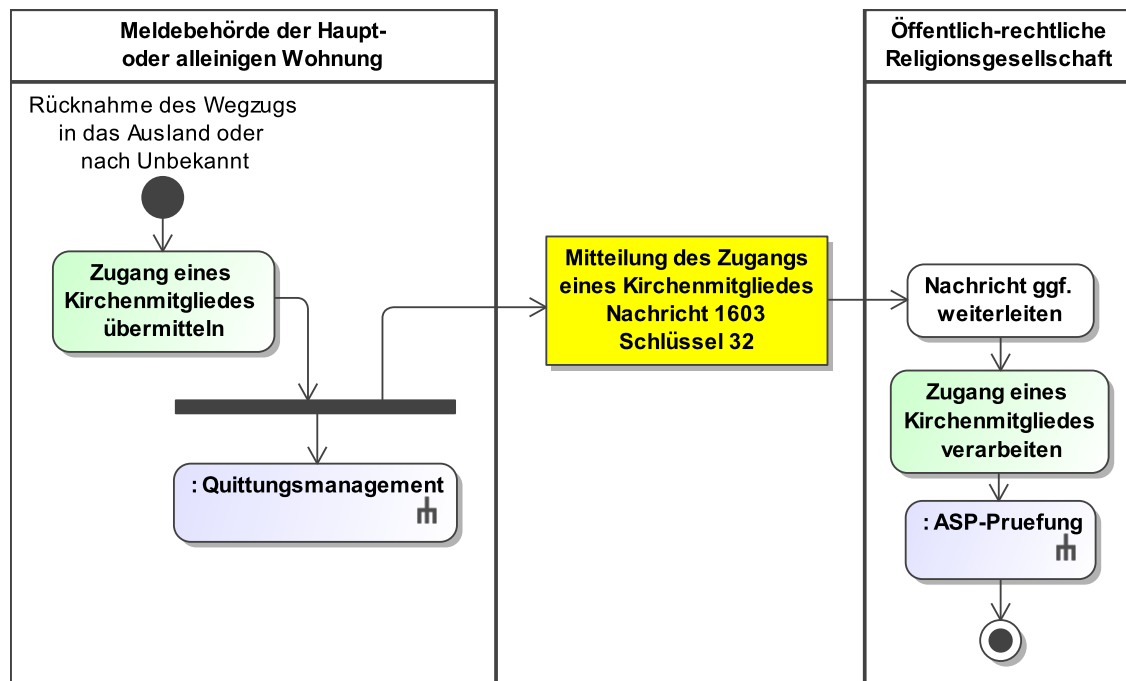 Meldebehörde der Haupt-
oder alleinigen Wohnung
Rücknahme des Wegzugs
in das Ausland oder
nach Unbekannt
Zugang eines
Kirchenmitgliedes
übermitteln
: Quittungsmanagement
Mitteilung des Zugangs
eines Kirchenmitgliedes
Nachricht 1603
Schlüssel 32
Öffentlich-rechtliche
Religionsgesellschaft
Nachricht ggf.
weiterleiten
Zugang eines
Kirchenmitgliedes
verarbeiten
: ASP-Pruefung